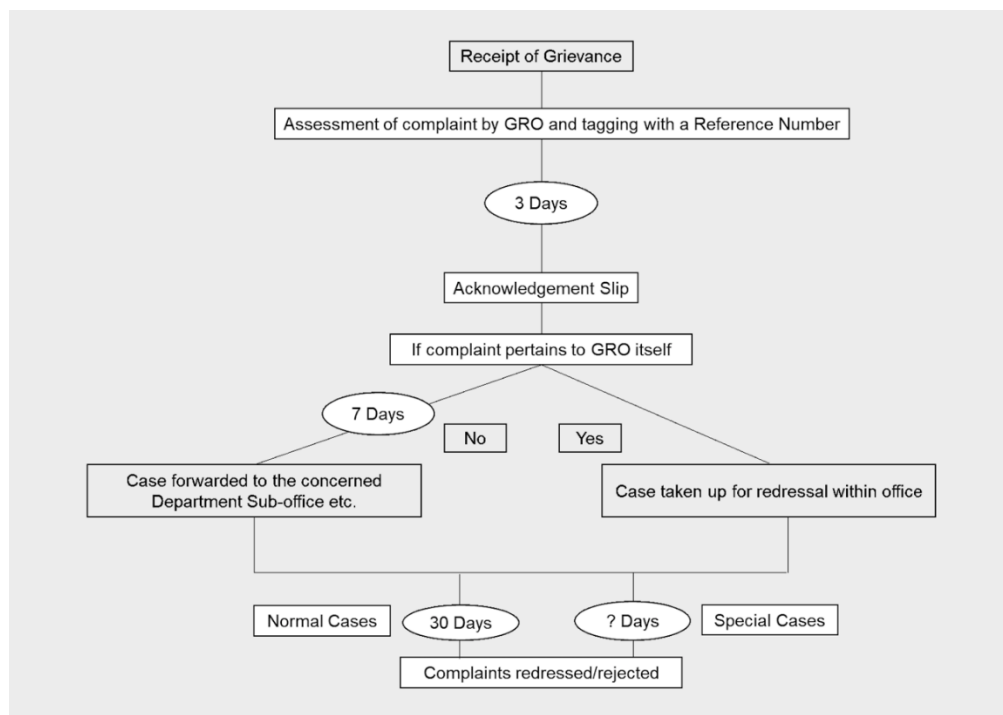 Receipt of Grievance
Assessment of complaint by GRO and tagging with a Reference Number
3 Days
Acknowledgement Slip
If complaint pertains to GRO itself
7 Days
No
Yes
Case forwarded to the concerned
Department Sub-office etc.
Case taken up for redressal within office
Normal Cases
30 Days
? Days
Special Cases
Complaints redressed/rejected